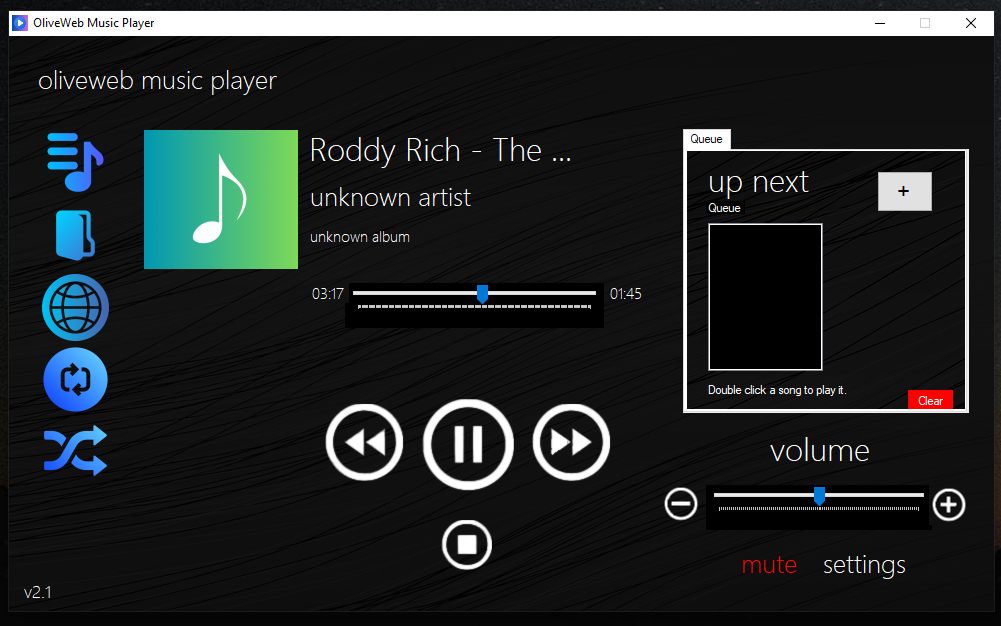 OliveWeb Music Player
oliveweb music player
Roddy Rich - The ...
unknown artist
unknown album
03:17
01:45
Queue
up next
+
Queue
Double click a song to play it.
Clear
volume
mute
settings
v2.1